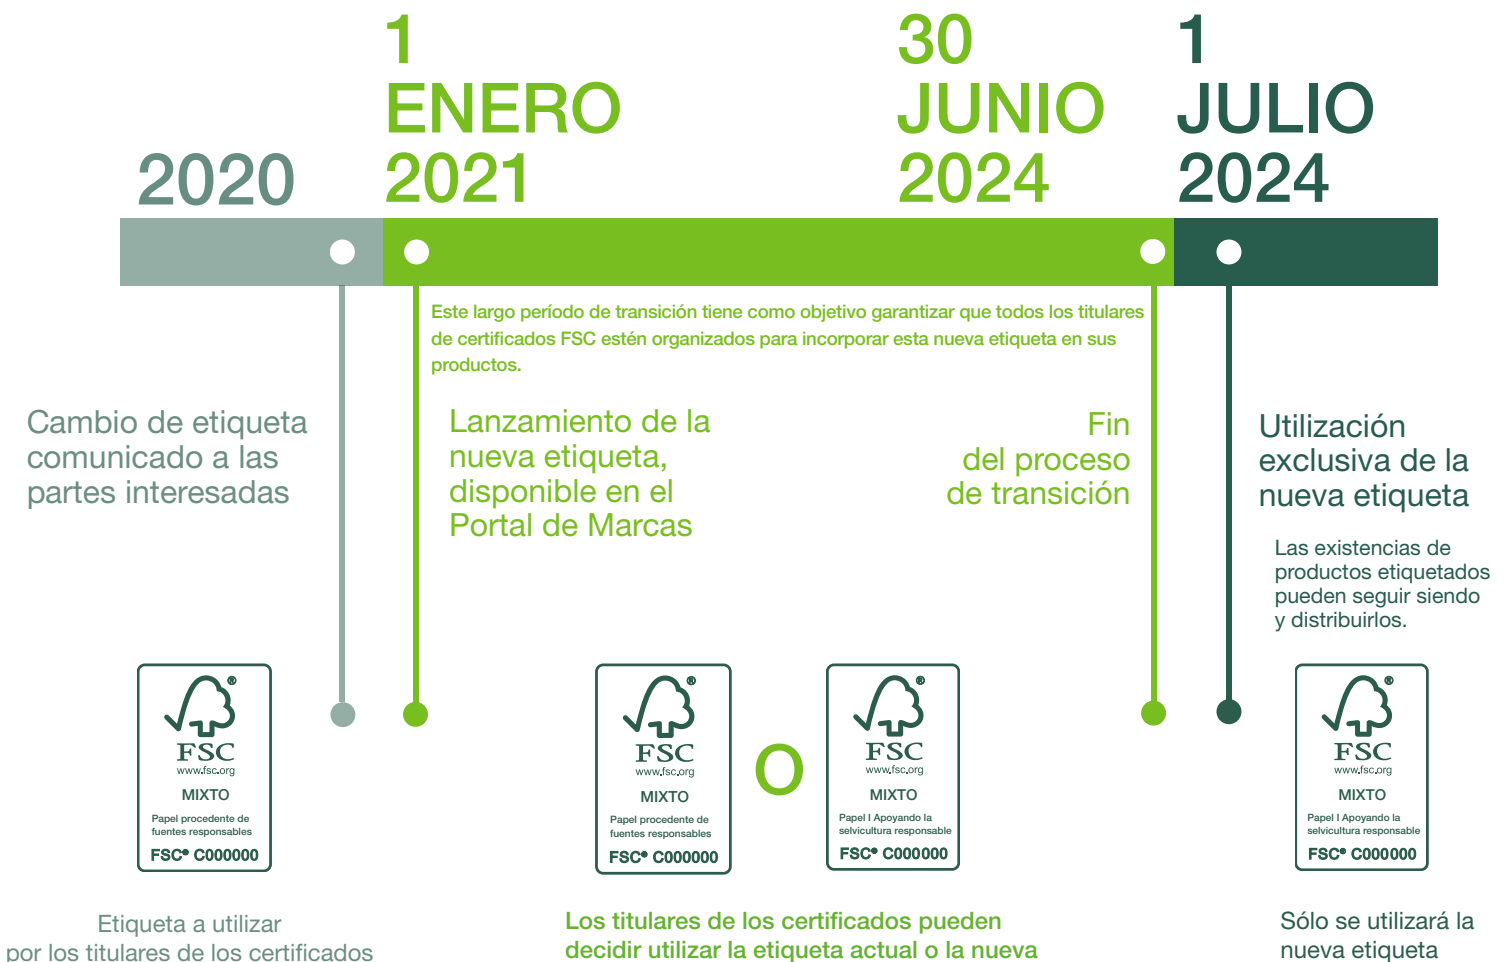 2020
1
ENERO
2021
30
JUNIO
2024
1
JULIO
2024
Este largo período de transición tiene como objetivo garantizar que todos los titulares
de certificados FSC estén organizados para incorporar esta nueva etiqueta en sus
productos.
Cambio de etiqueta
comunicado a las
partes interesadas
Lanzamiento de la
nueva etiqueta,
disponible en el
Portal de Marcas
Fin
del proceso
de transición
Utilización
exclusiva de la
nueva etiqueta
Las existencias de
productos etiquetados
pueden seguir siendo
y distribuirlos.
®
FSC
www.fsc.org
MIXTO
Papel procedente de
fuentes responsables
FSC® C000000
®
FSC
www.fsc.org
MIXTO
Papel procedente de
fuentes responsables
FSC® C000000
O
®
FSC
www.fsc.org
MIXTO
Papel I Apoyando la
selvicultura responsable
FSC® C000000
®
FSC
www.fsc.org
MIXTO
Papel I Apoyando la
selvicultura responsable
FSC® C000000
Etiqueta a utilizar
por los titulares de los certificados
Los titulares de los certificados pueden
decidir utilizar la etiqueta actual o la nueva
Sólo se utilizará la
nueva etiqueta